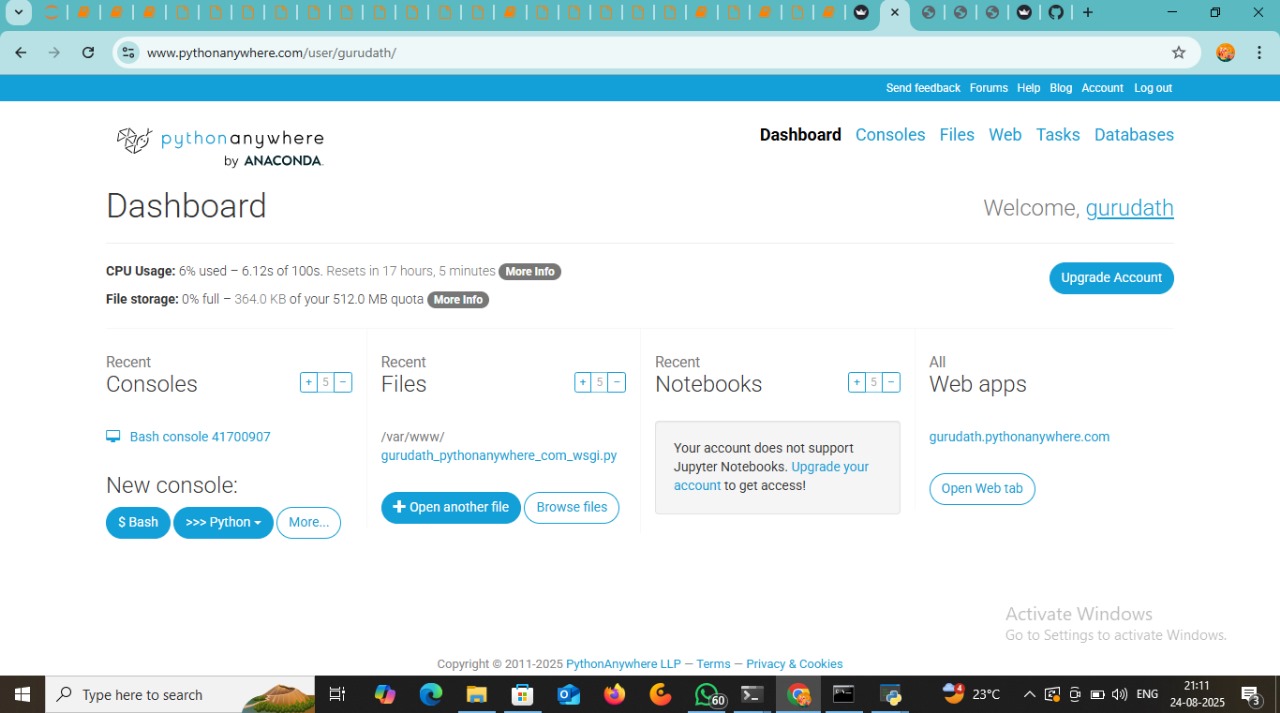 www.pythonanywhere.com/user/gurudath/
Send feedback Forums Help Blog Account Log out
pythonanywhere
by ANACONDA.
Dashboard Consoles Files Web Tasks Databases
Dashboard
Welcome, gurudath
CPU Usage: 6% used – 6.12s of 100s. Resets in 17 hours, 5 minutes More Info
File storage: 0% full – 364.0 KB of your 512.0 MB quota More Info
Upgrade Account
Recent
Consoles
+ 5 −
Bash console 41700907
New console:
$ Bash >>> Python More...
Recent
Files
+ 5 −
/var/www/
gurudath_pythonanywhere_com_wsgi.py
+ Open another file Browse files
Recent
Notebooks
+ 5 −
Your account does not support
Jupyter Notebooks. Upgrade your
account to get access!
All
Web apps
gurudath.pythonanywhere.com
Open Web tab
Activate Windows
Go to Settings to activate Windows.
Copyright © 2011-2025 PythonAnywhere LLP — Terms — Privacy & Cookies
Type here to search
60
4
23°C
ENG
21:11
24-08-2025
3